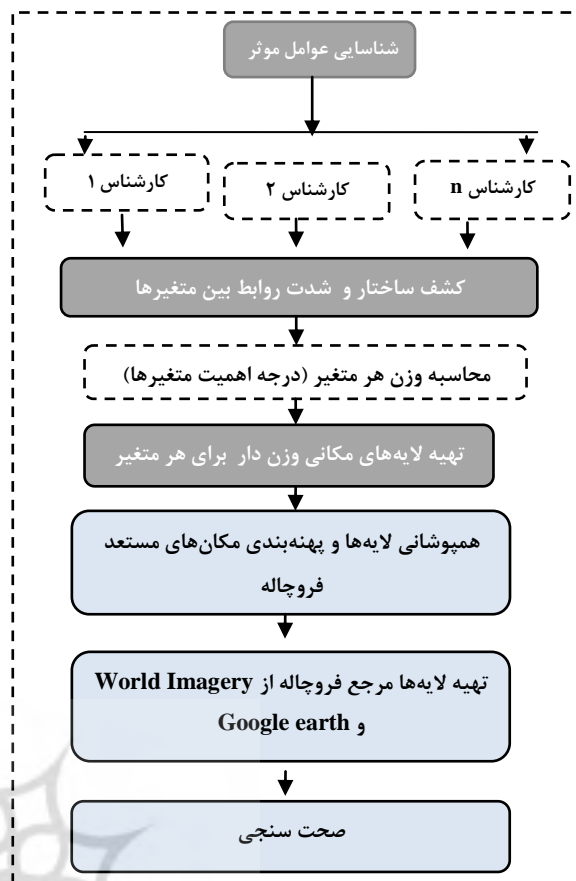 شناسایی عوامل موثر
کارشناس ۱
کارشناس ۲
کارشناس n
کشف ساختار و شدت روابط بین متغیرها
محاسبه وزن هر متغیر (درجه اهمیت متغیرها)
تهیه لایه‌های مکانی وزن دار برای هر متغیر
همپوشانی لایه‌ها و پهنه‌بندی مکان‌های مستعد
فروچاله
تهیه لایه‌ها مرجع فروچاله از World Imagery
و Google earth
صحت سنجی